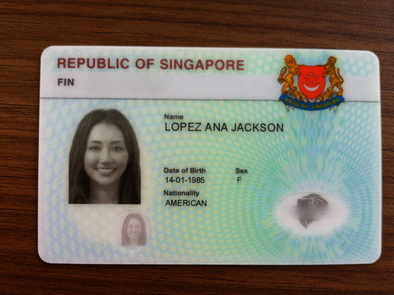 REPUBLIC OF SINGAPORE
FIN
Name
LOPEZ ANA JACKSON
Date of Birth Sex
14-01-1985 F
Nationality
AMERICAN